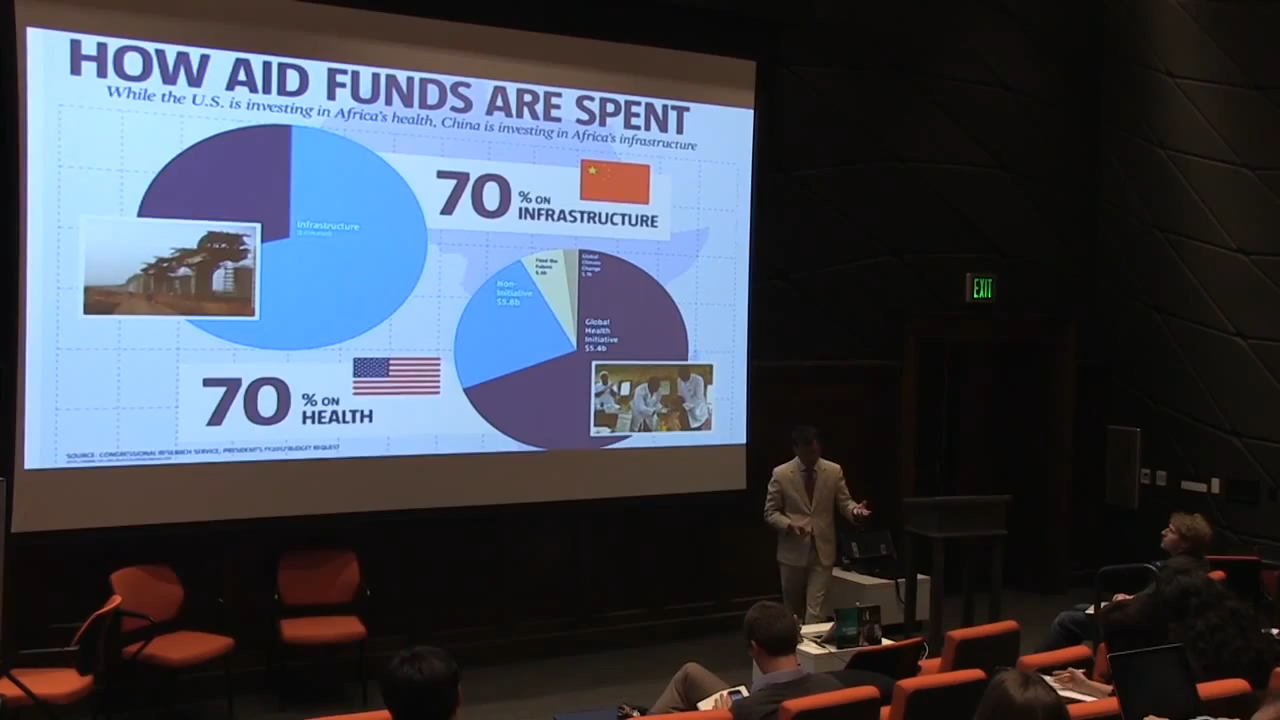 HOW AID FUNDS ARE SPENT
While the U.S. is investing in Africa's health, China is investing in Africa's infrastructure
70 % ON
INFRASTRUCTURE
Infrastructure
(Estimated)
Feed the
Future
Global
Climate
Change
Non-
Initiative
Global
Health
Initiative
$5.4b
70 % ON
HEALTH
SOURCE: CONGRESSIONAL RESEARCH SERVICE, PRESIDENT'S FY2012 BUDGET REQUEST
EXIT